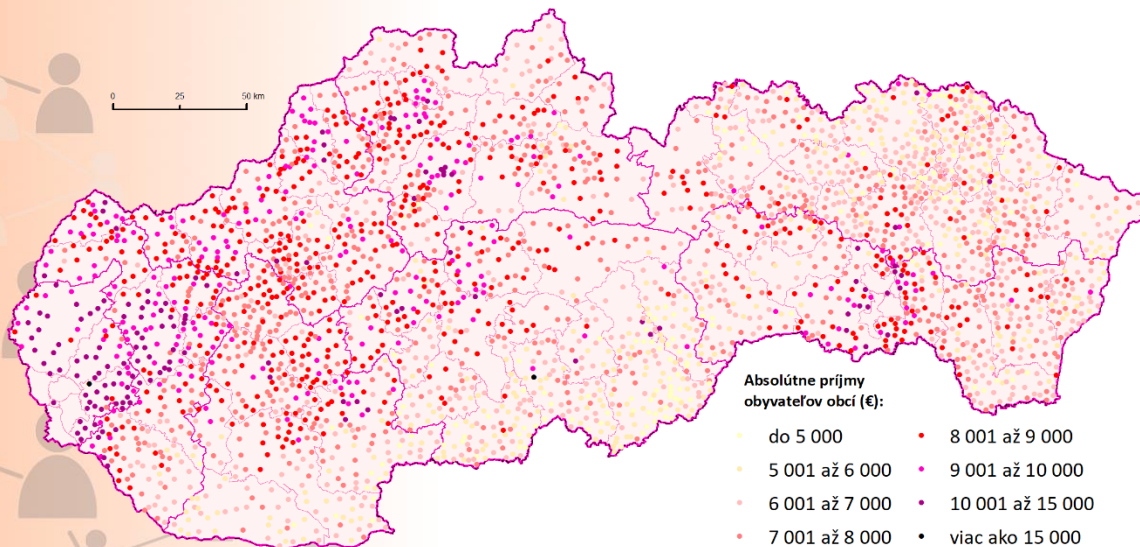 0 25 50 km
Absolútne príjmy
obyvateľov obcí (€):
do 5 000
5 001 až 6 000
6 001 až 7 000
7 001 až 8 000
8 001 až 9 000
9 001 až 10 000
10 001 až 15 000
viac ako 15 000